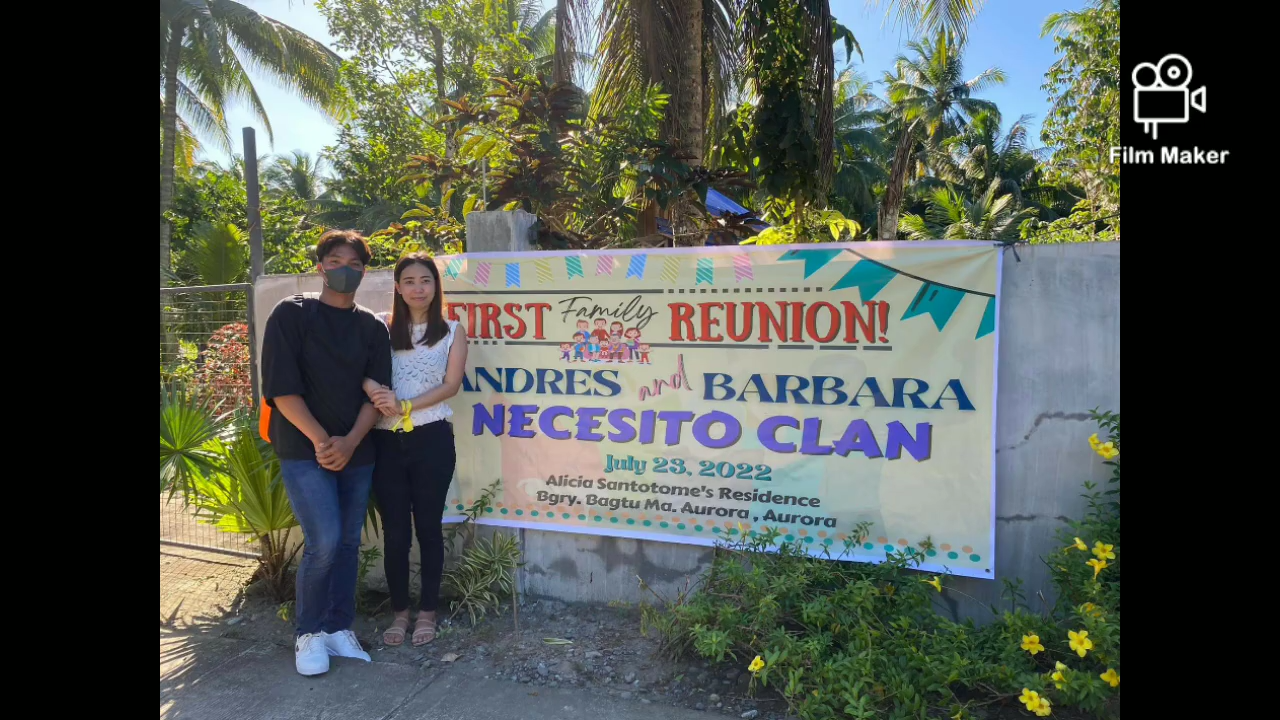 FIRST Family REUNION!
ANDRES and BARBARA
NECESITO CLAN
July 23, 2022
Alicia Santotome's Residence
Bgry. Bagtu Ma. Aurora , Aurora
Film Maker